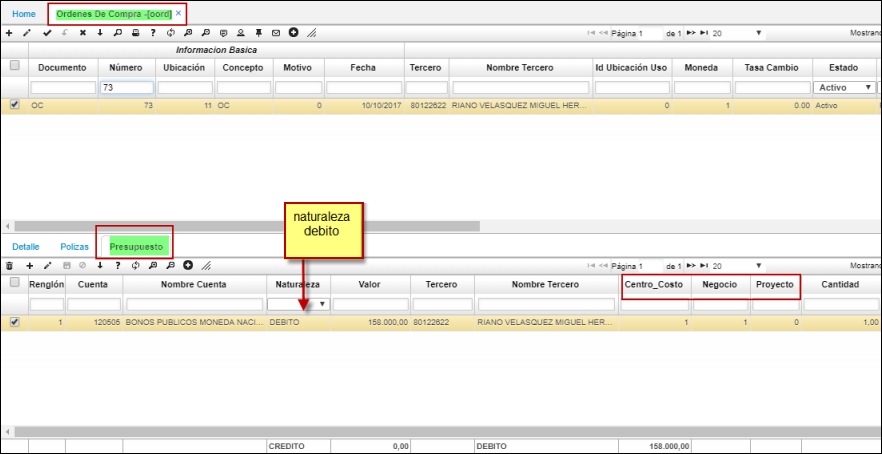 Home Ordenes De Compra -[oord] ×
Página 1 de 1 20 Mostrand
Informacion Basica
Documento Número Ubicación Concepto Motivo Fecha Tercero Nombre Tercero Id Ubicación Uso Moneda Tasa Cambio Estado
73 Activo
OC 73 11 OC 0 10/10/2017 80122622 RIANO VELASQUEZ MIGUEL HER... 0 1 0.00 Activo
naturaleza
debito
Detalle Polizas Presupuesto
Página 1 de 1 20 Mostrand
Renglón Cuenta Nombre Cuenta Naturaleza Valor Tercero Nombre Tercero Centro_Costo Negocio Proyecto Cantidad
1 120505 BONOS PUBLICOS MONEDA NACI... DEBITO 158.000,00 80122622 RIANO VELASQUEZ MIGUEL HER... 1 1 0 1,00
CREDITO 0,00 DEBITO 158.000,00